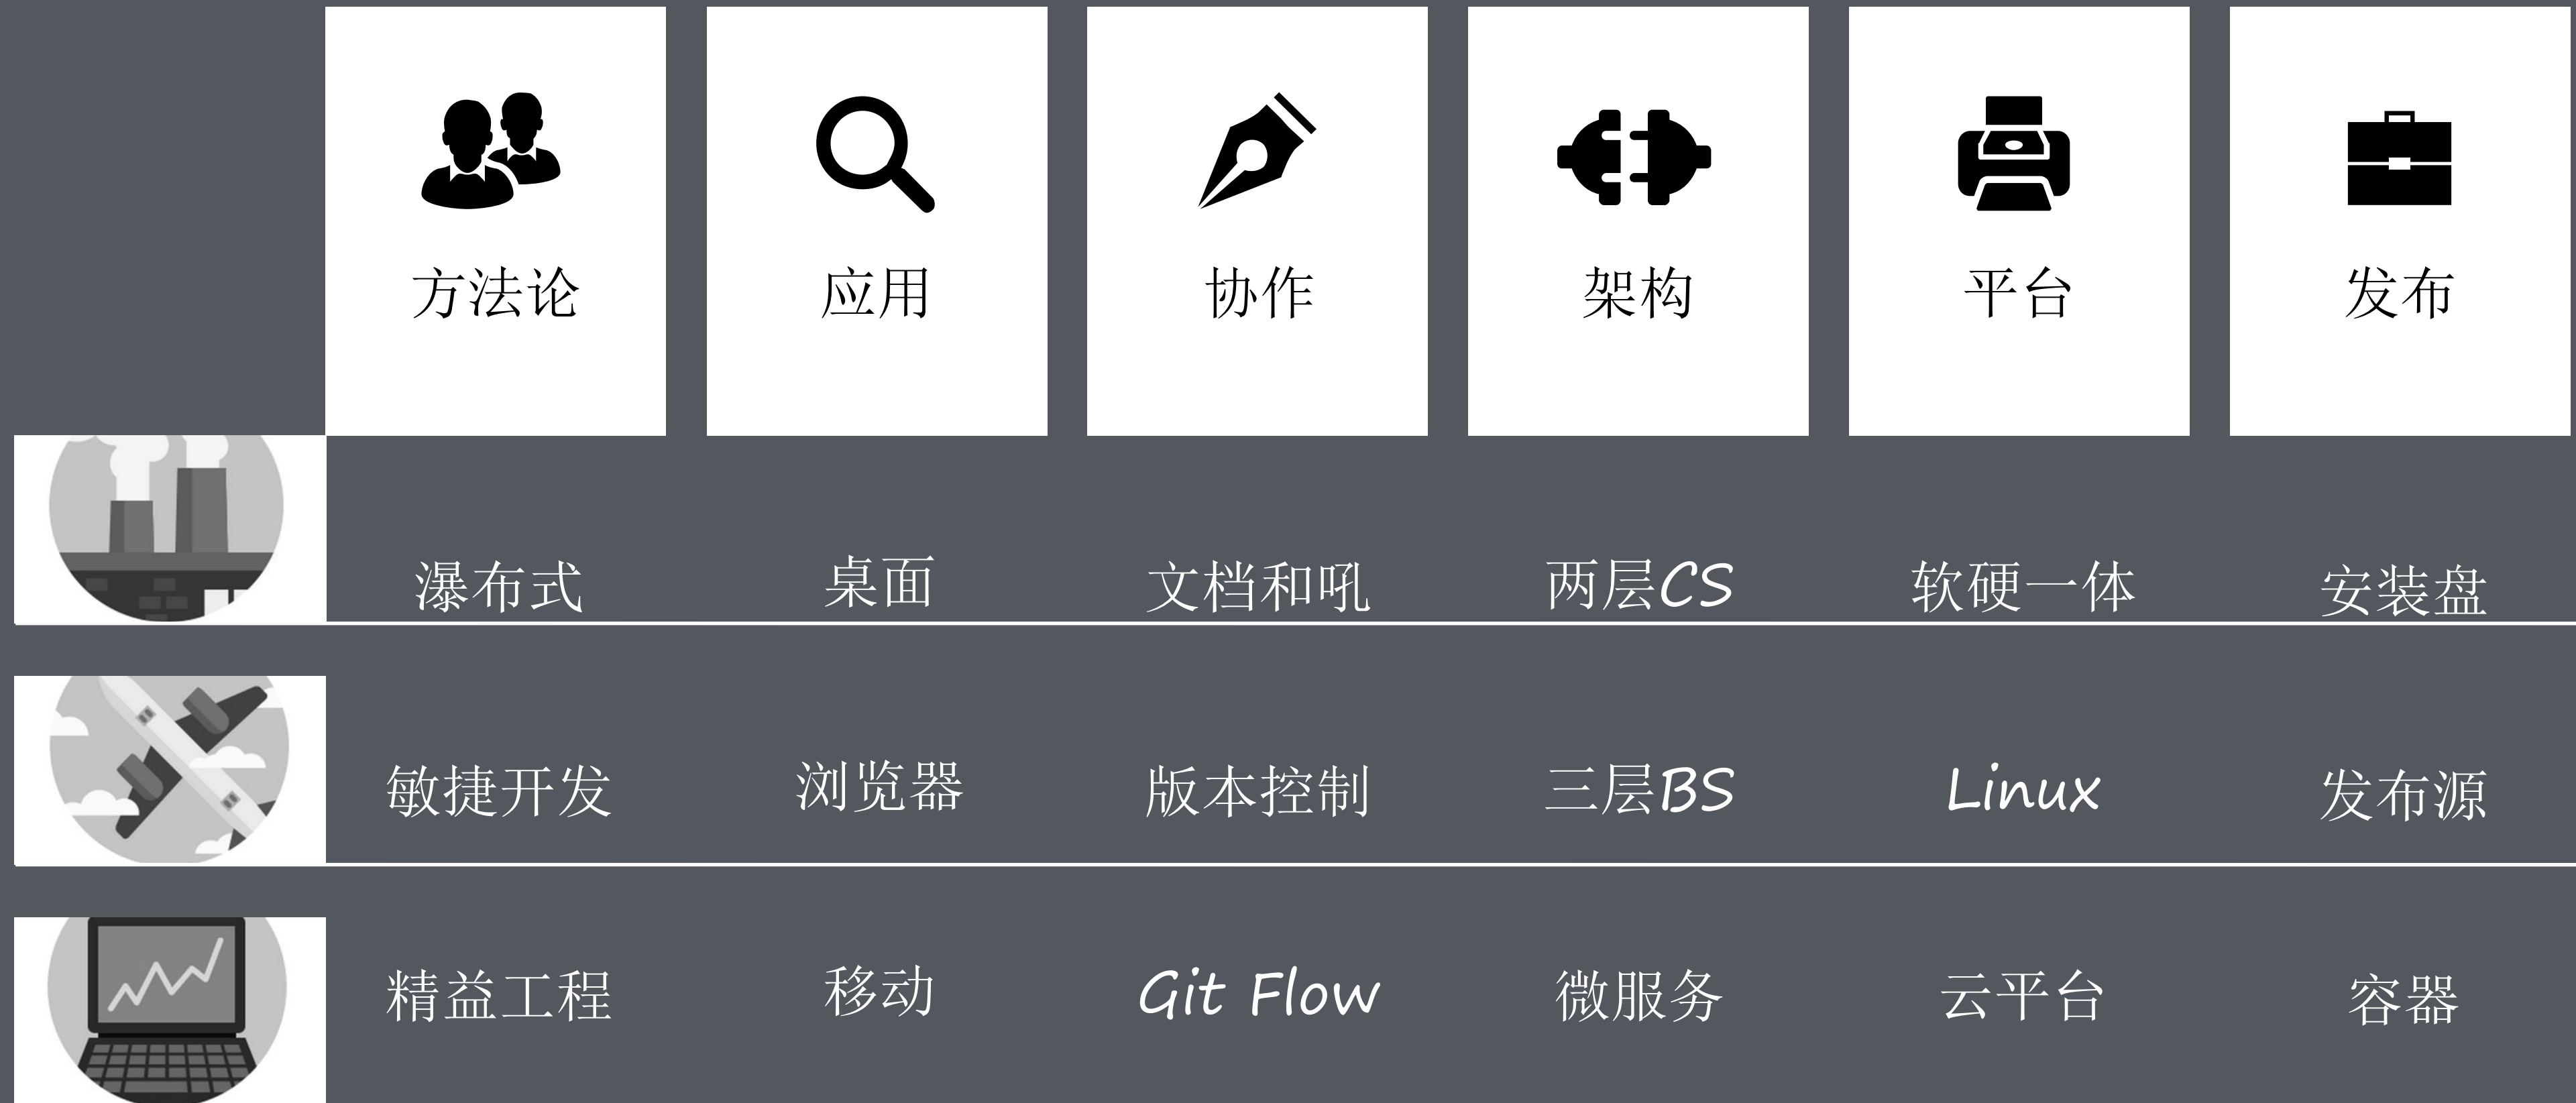 方法论 应用 协作 架构 平台 发布
瀑布式 桌面 文档和吼 两层CS 软硬一体 安装盘
敏捷开发 浏览器 版本控制 三层BS Linux 发布源
精益工程 移动 Git Flow 微服务 云平台 容器